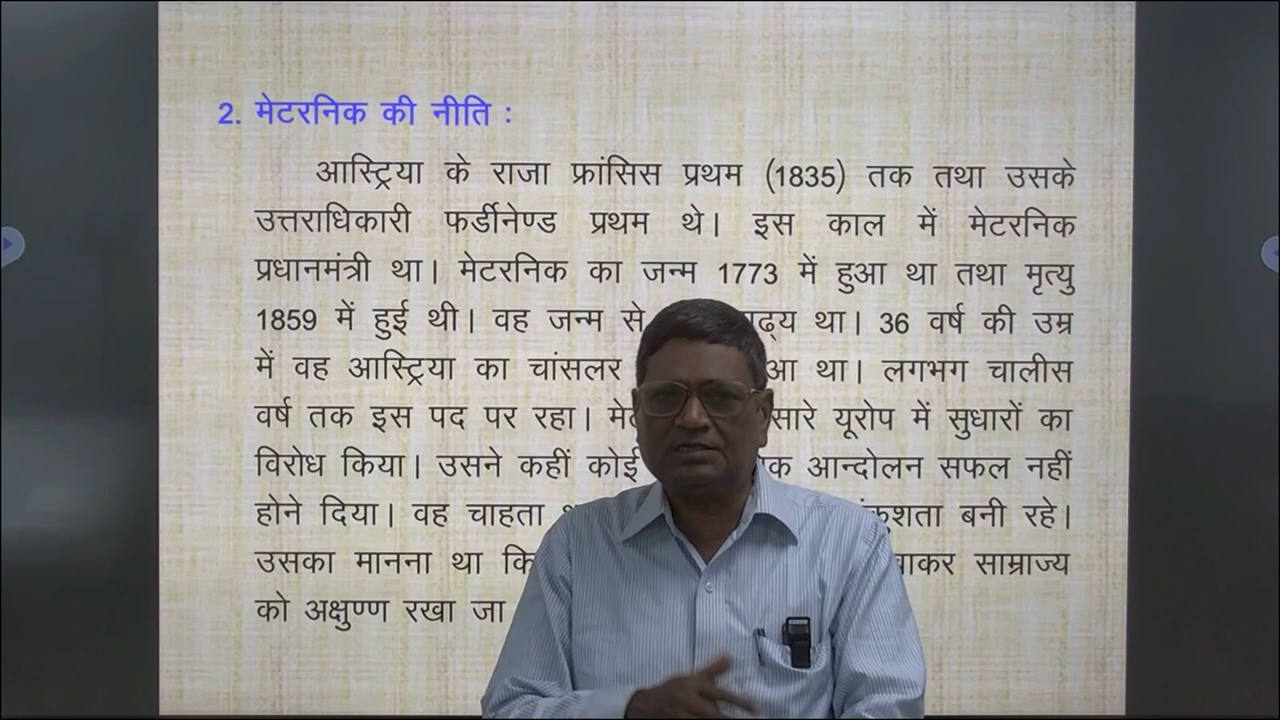 2. मेटरनिक की नीति :
आस्ट्रिया के राजा फ्रांसिस प्रथम (1835) तक तथा उसके
उत्तराधिकारी फर्डीनेण्ड प्रथम थे। इस काल में मेटरनिक
प्रधानमंत्री था। मेटरनिक का जन्म 1773 में हुआ था तथा मृत्यु
1859 में हुई थी। वह जन्म से था। 36 वर्ष की उम्र
में वह आस्ट्रिया का चांसलर था। लगभग चालीस
वर्ष तक इस पद पर रहा। सारे यूरोप में सुधारों का
विरोध किया। उसने कहीं कोई आन्दोलन सफल नहीं
होने दिया। वह चाहता बनी रहे।
उसका मानना था साम्राज्य
को अक्षुण्ण रखा जा